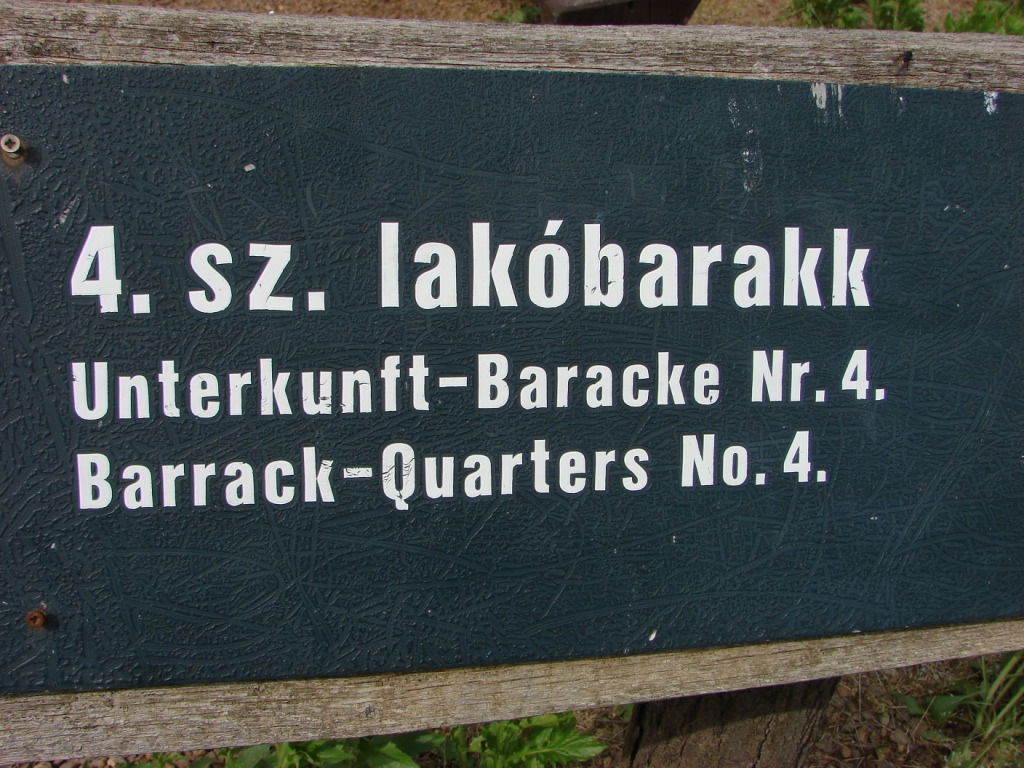 4. sz. lakóbarakk
Unterkunft-Baracke Nr. 4.
Barrack-Quarters No. 4.